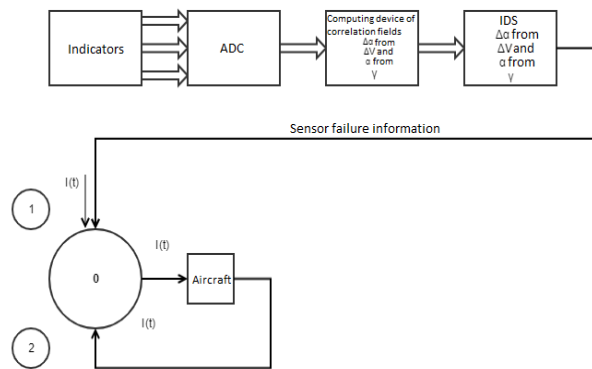 Indicators
ADC
Computing device of
correlation fields
Δα from
ΔV and
α from
V
IDS
Δα from
ΔV and
α from
V
Sensor failure information
1
I(t)
I(t)
0
Aircraft
I(t)
2